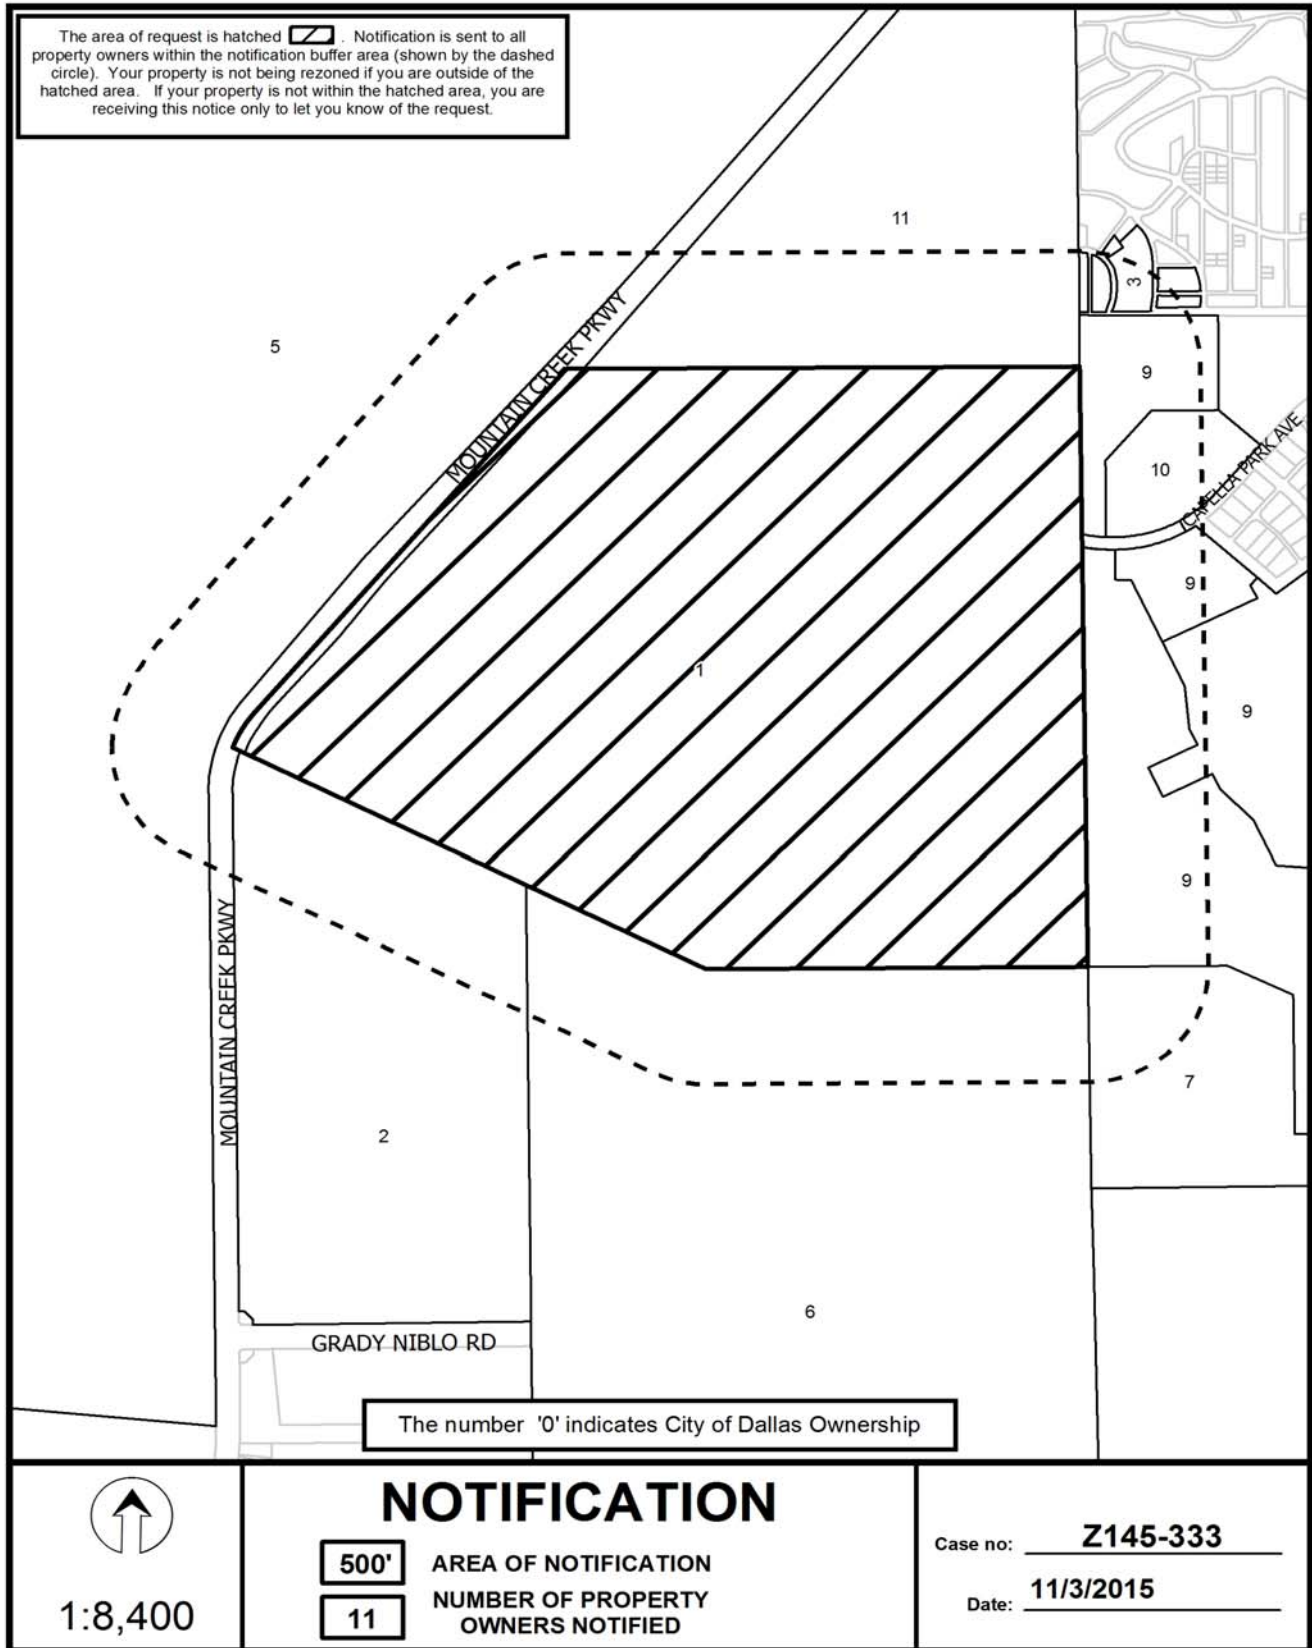 The area of request is hatched . Notification is sent to all
property owners within the notification buffer area (shown by the dashed
circle). Your property is not being rezoned if you are outside of the
hatched area. If your property is not within the hatched area, you are
receiving this notice only to let you know of the request.
11
3
5
MOUNTAIN CREEK PKWY
9
10
CAPELLA PARK AVE
9
1
9
9
MOUNTAIN CREEK PKWY
7
2
6
GRADY NIBLO RD
The number '0' indicates City of Dallas Ownership
1:8,400
NOTIFICATION
500' AREA OF NOTIFICATION
11 NUMBER OF PROPERTY
OWNERS NOTIFIED
Case no: Z145-333
Date: 11/3/2015